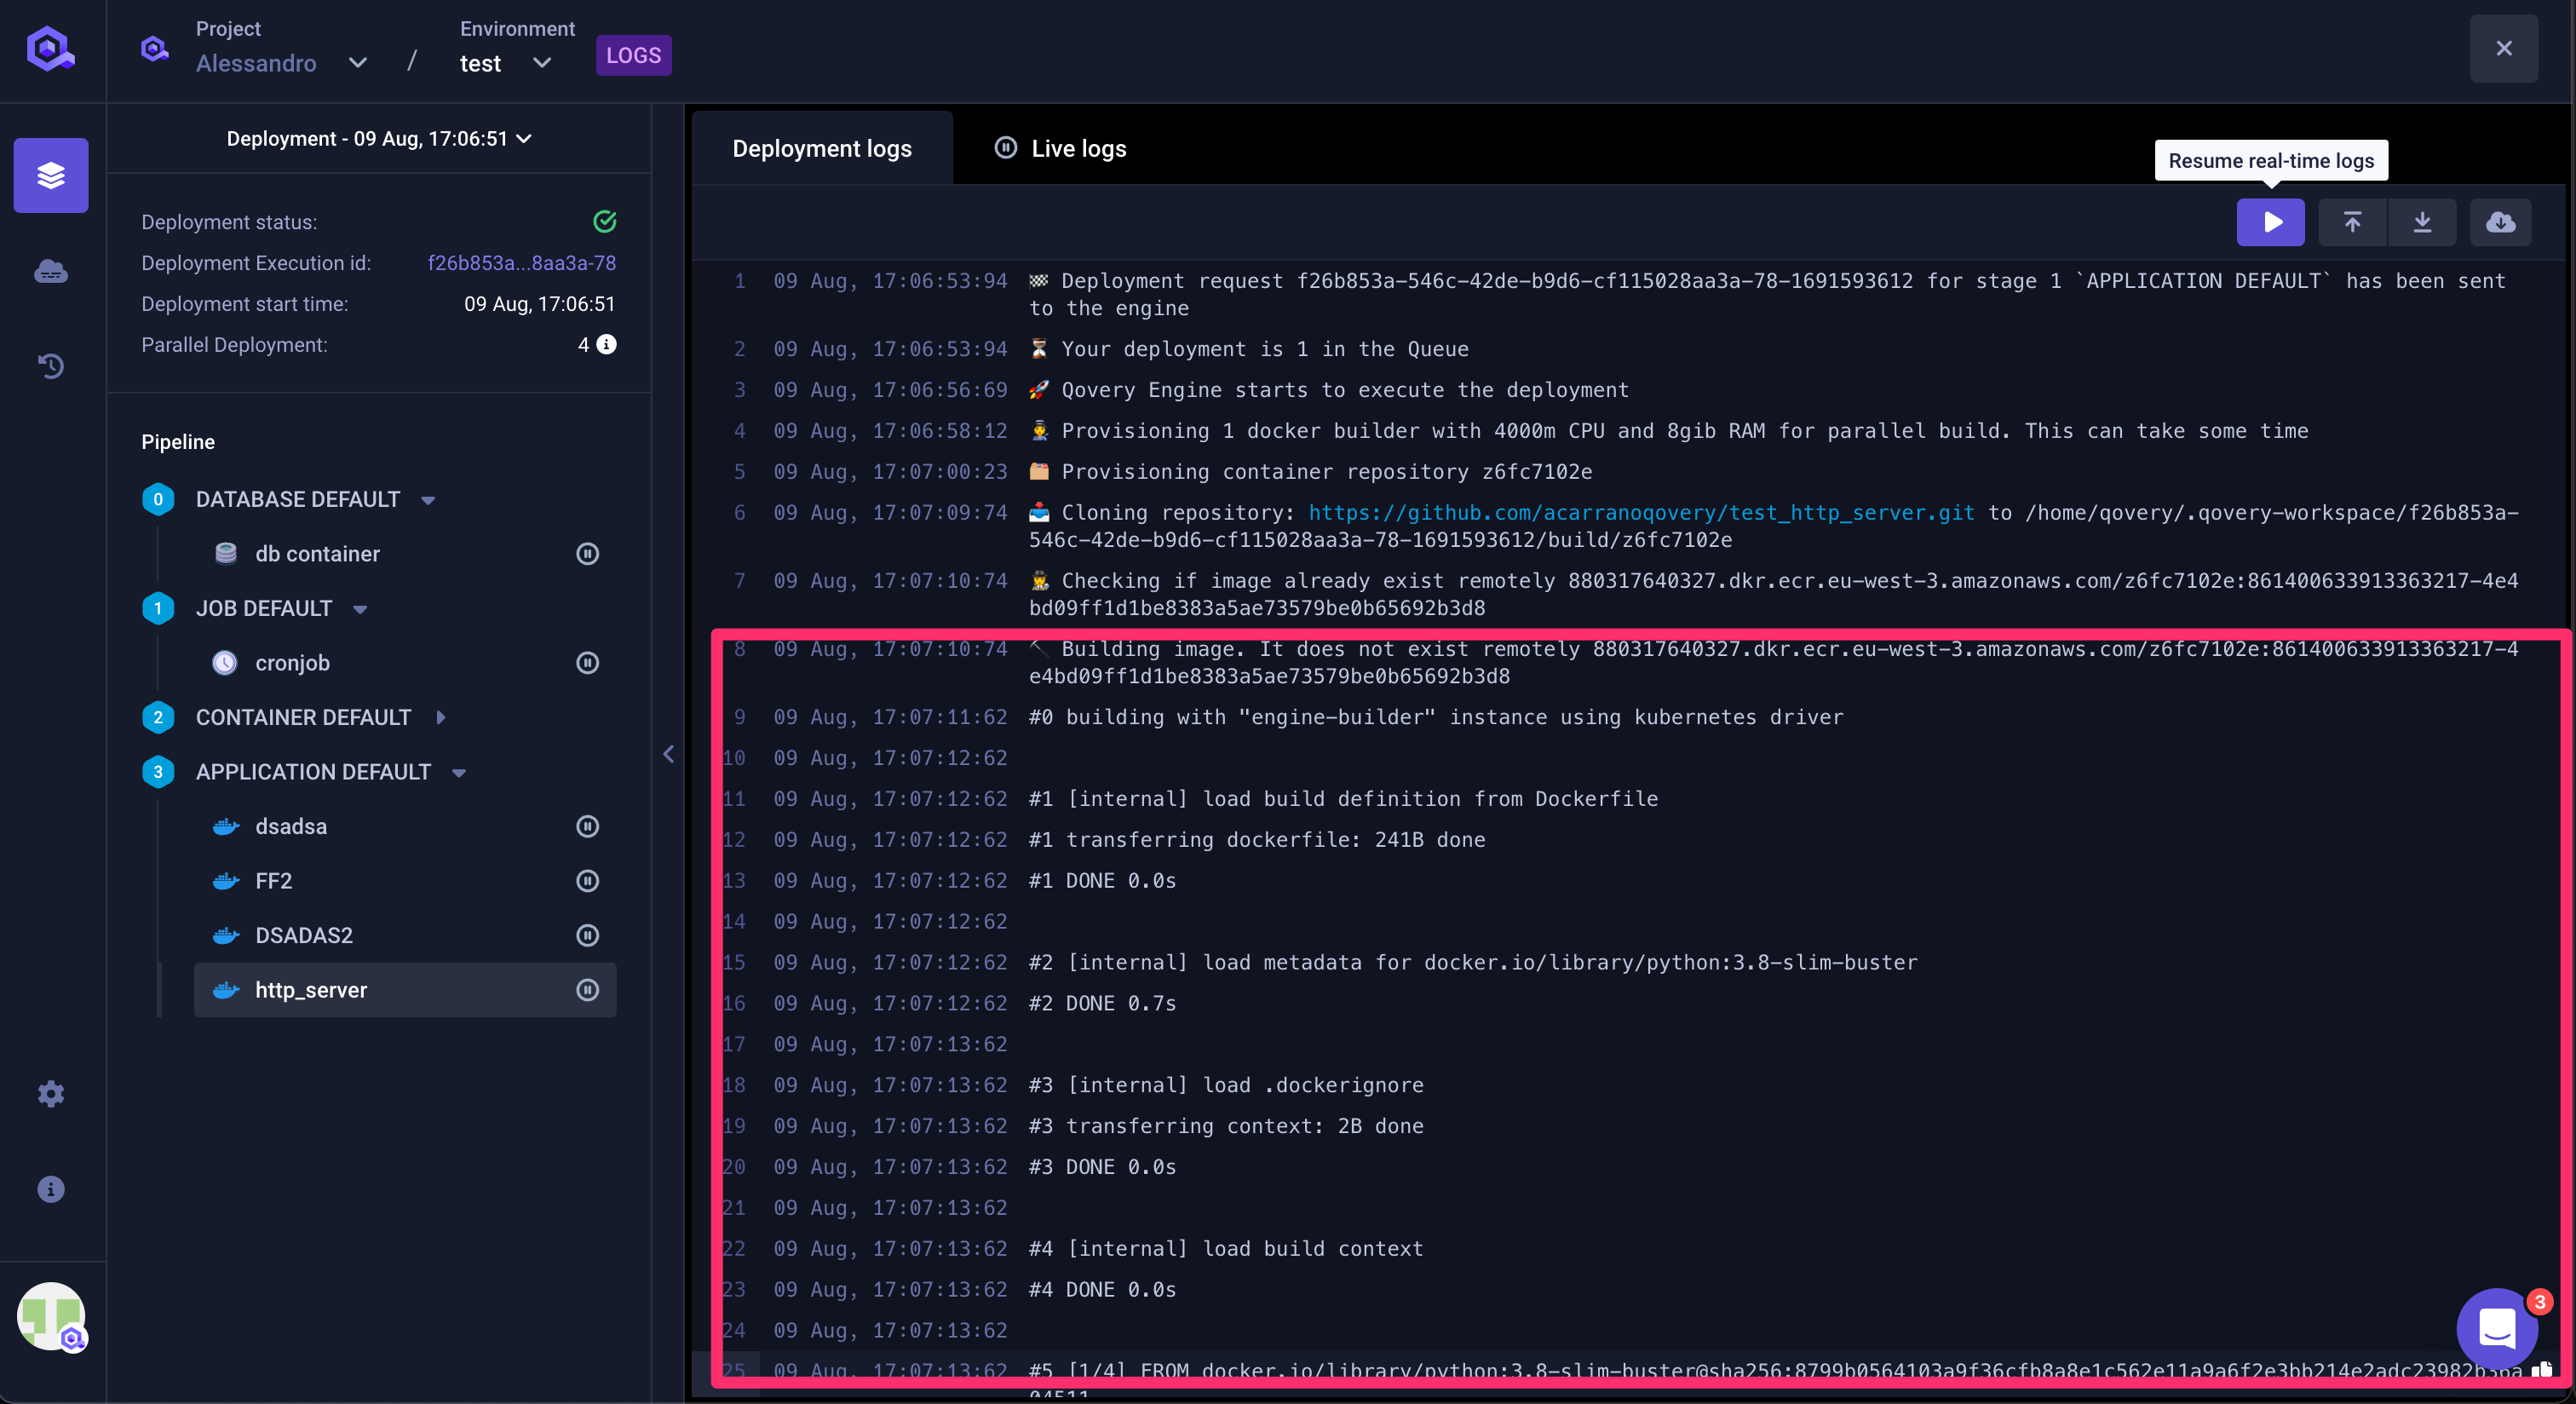 Project
Alessandro
/
Environment
test
LOGS
Deployment - 09 Aug, 17:06:51
Deployment status:
Deployment Execution id: f26b853a...8aa3a-78
Deployment start time: 09 Aug, 17:06:51
Parallel Deployment: 4
Pipeline
0 DATABASE DEFAULT
db container
1 JOB DEFAULT
cronjob
2 CONTAINER DEFAULT
3 APPLICATION DEFAULT
dsadsa
FF2
DSADAS2
http_server
Deployment logs
Live logs
Resume real-time logs
1 09 Aug, 17:06:53:94 Deployment request f26b853a-546c-42de-b9d6-cf115028aa3a-78-1691593612 for stage 1 `APPLICATION DEFAULT` has been sent
to the engine
2 09 Aug, 17:06:53:94 Your deployment is 1 in the Queue
3 09 Aug, 17:06:56:69 Qovery Engine starts to execute the deployment
4 09 Aug, 17:06:58:12 Provisioning 1 docker builder with 4000m CPU and 8gib RAM for parallel build. This can take some time
5 09 Aug, 17:07:00:23 Provisioning container repository z6fc7102e
6 09 Aug, 17:07:09:74 Cloning repository: https://github.com/acarranoqovery/test_http_server.git to /home/qovery/.qovery-workspace/f26b853a-
546c-42de-b9d6-cf115028aa3a-78-1691593612/build/z6fc7102e
7 09 Aug, 17:07:10:74 Checking if image already exist remotely 880317640327.dkr.ecr.eu-west-3.amazonaws.com/z6fc7102e:861400633913363217-4e4
bd09ff1d1be8383a5ae73579be0b65692b3d8
8 09 Aug, 17:07:10:74 Building image. It does not exist remotely 880317640327.dkr.ecr.eu-west-3.amazonaws.com/z6fc7102e:861400633913363217-4
e4bd09ff1d1be8383a5ae73579be0b65692b3d8
9 09 Aug, 17:07:11:62 #0 building with "engine-builder" instance using kubernetes driver
10 09 Aug, 17:07:12:62
11 09 Aug, 17:07:12:62 #1 [internal] load build definition from Dockerfile
12 09 Aug, 17:07:12:62 #1 transferring dockerfile: 241B done
13 09 Aug, 17:07:12:62 #1 DONE 0.0s
14 09 Aug, 17:07:12:62
15 09 Aug, 17:07:12:62 #2 [internal] load metadata for docker.io/library/python:3.8-slim-buster
16 09 Aug, 17:07:12:62 #2 DONE 0.7s
17 09 Aug, 17:07:13:62
18 09 Aug, 17:07:13:62 #3 [internal] load .dockerignore
19 09 Aug, 17:07:13:62 #3 transferring context: 2B done
20 09 Aug, 17:07:13:62 #3 DONE 0.0s
21 09 Aug, 17:07:13:62
22 09 Aug, 17:07:13:62 #4 [internal] load build context
23 09 Aug, 17:07:13:62 #4 DONE 0.0s
24 09 Aug, 17:07:13:62
25 09 Aug, 17:07:13:62 #5 [1/4] FROM
3